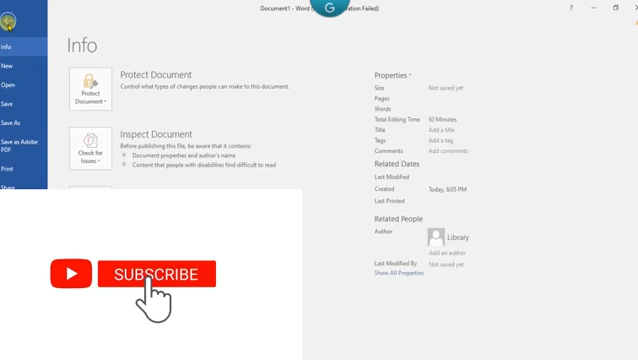 Document1 - Word (
ation Failed)
G
?
Info
New
Open
Save
Save As
Save as Adobe
PDF
Print
Share
Info
Protect
Document
Protect Document
Control what types of changes people can make to this document.
Check for
Issues
Inspect Document
Before publishing this file, be aware that it contains:
Document properties and author's name
Content that people with disabilities find difficult to read
Properties
Size Not saved yet
Pages
Words
Total Editing Time 92 Minutes
Title Add a title
Tags Add a tag
Comments Add comments
Related Dates
Last Modified
Created Today, 6:05 PM
Last Printed
Related People
Author Library
Add an author
Last Modified By Not saved yet
Show All Properties
SUBSCRIBE